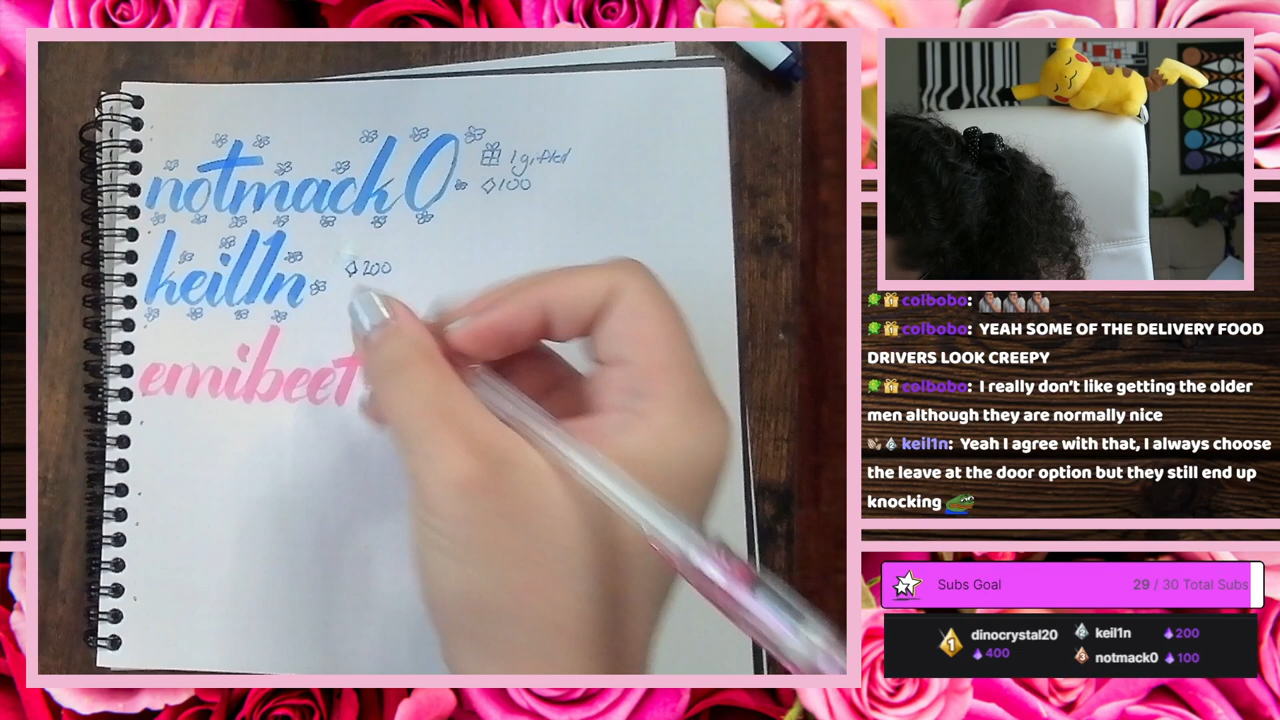 notmack0
1 gifted
100
keil1n
200
emibeet
colbobo:
colbobo: YEAH SOME OF THE DELIVERY FOOD
DRIVERS LOOK CREEPY
colbobo: I really don't like getting the older
men although they are normally nice
keil1n: Yeah I agree with that, I always choose
the leave at the door option but they still end up
knocking
Subs Goal
29 / 30 Total Subs
1
dinocrystal20
400
2
keil1n
200
3
notmack0
100